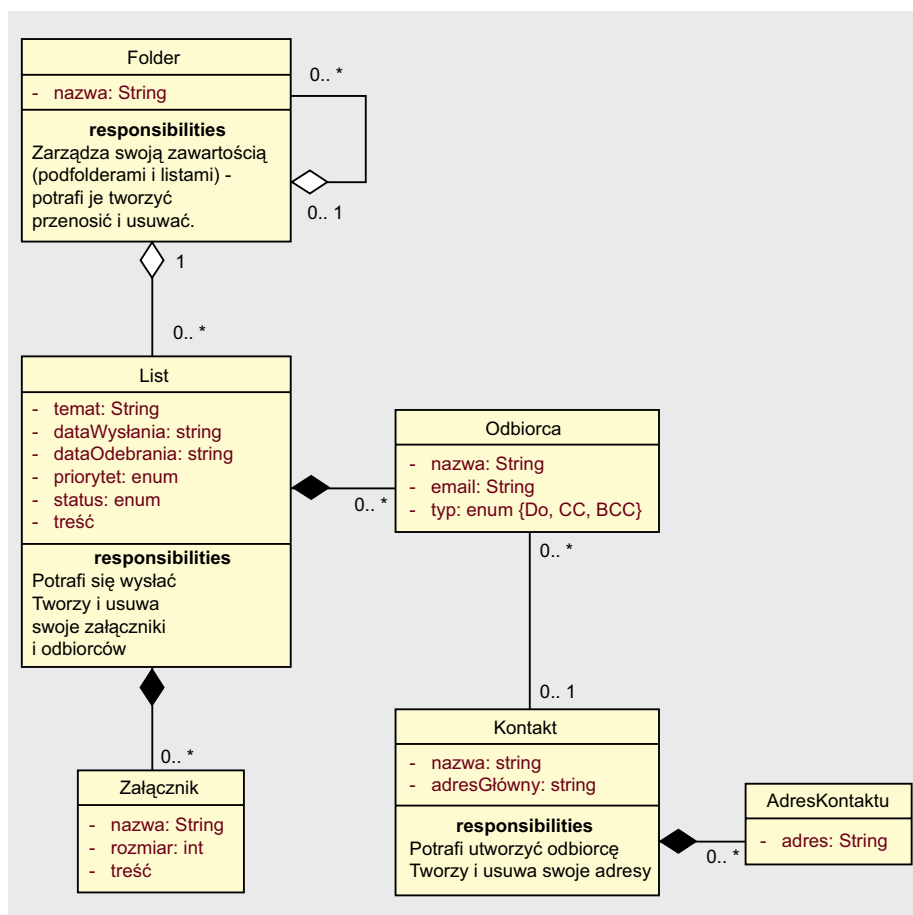 Folder
- nazwa: String
responsibilities
Zarządza swoją zawartością
(podfolderami i listami) -
potrafi je tworzyć
przenosić i usuwać.
0.. *
0.. 1
1
0.. *
List
- temat: String
- dataWysłania: string
- dataOdebrania: string
- priorytet: enum
- status: enum
- treść
responsibilities
Potrafi się wysłać
Tworzy i usuwa
swoje załączniki
i odbiorców
0.. *
Odbiorca
- nazwa: String
- email: String
- typ: enum {Do, CC, BCC}
0.. *
0.. 1
0.. *
Załącznik
- nazwa: String
- rozmiar: int
- treść
Kontakt
- nazwa: string
- adresGłówny: string
responsibilities
Potrafi utworzyć odbiorcę
Tworzy i usuwa swoje adresy
0.. *
AdresKontaktu
- adres: String